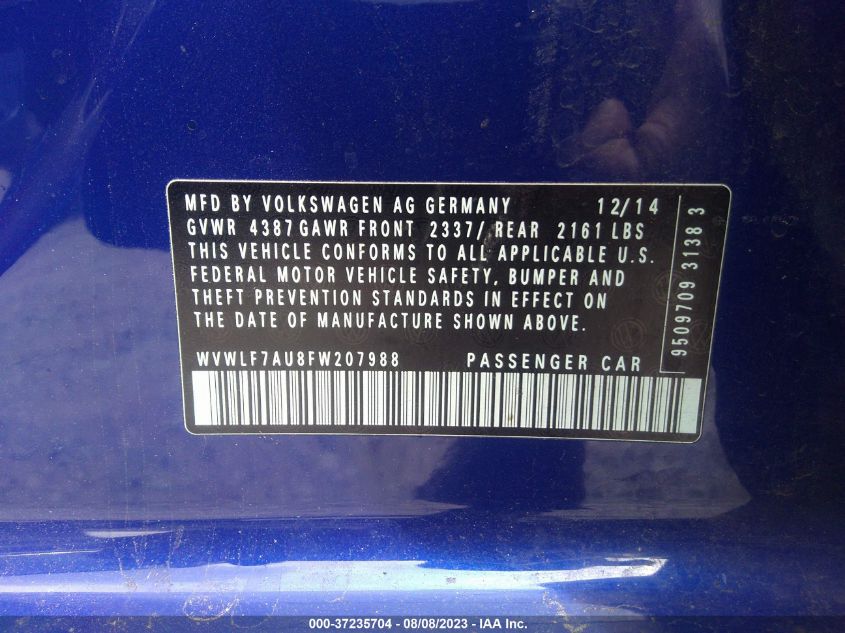 MFD BY VOLKSWAGEN AG GERMANY 12/14
GVWR 4387 GAWR FRONT 2337/ REAR 2161 LBS
THIS VEHICLE CONFORMS TO ALL APPLICABLE U.S.
FEDERAL MOTOR VEHICLE SAFETY, BUMPER AND
THEFT PREVENTION STANDARDS IN EFFECT ON
THE DATE OF MANUFACTURE SHOWN ABOVE.
WVWLF7AU8FW207988 PASSENGER CAR
9509709 3138 3
000-37235704 - 08/08/2023 - IAA Inc.